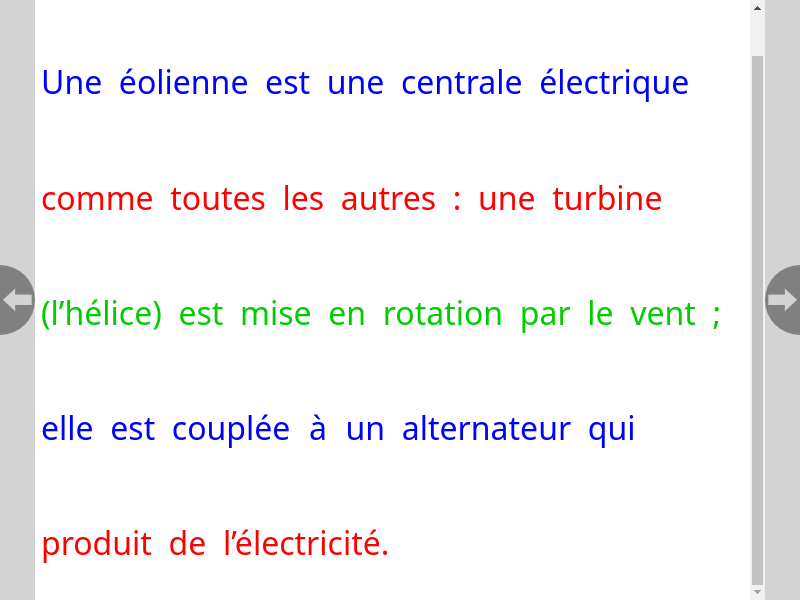 Une éolienne est une centrale électrique
comme toutes les autres : une turbine
(l’hélice) est mise en rotation par le vent ;
elle est couplée à un alternateur qui
produit de l’électricité.